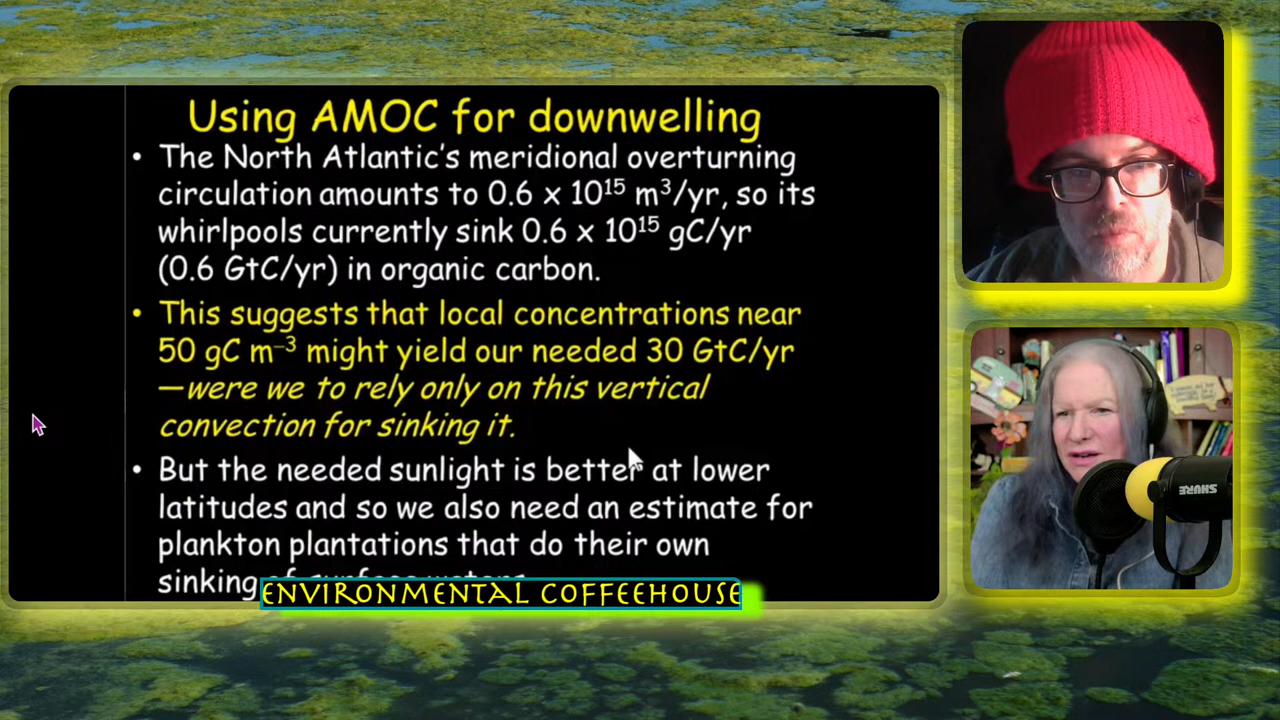 Using AMOC for downwelling
• The North Atlantic's meridional overturning
circulation amounts to 0.6 x 10¹⁵ m³/yr, so its
whirlpools currently sink 0.6 x 10¹⁵ gC/yr
(0.6 GtC/yr) in organic carbon.
• This suggests that local concentrations near
50 gC m⁻³ might yield our needed 30 GtC/yr
—were we to rely only on this vertical
convection for sinking it.
• But the needed sunlight is better at lower
latitudes and so we also need an estimate for
plankton plantations that do their own
sinking of surface waters.
ENVIRONMENTAL COFFEEHOUSE
SHURE